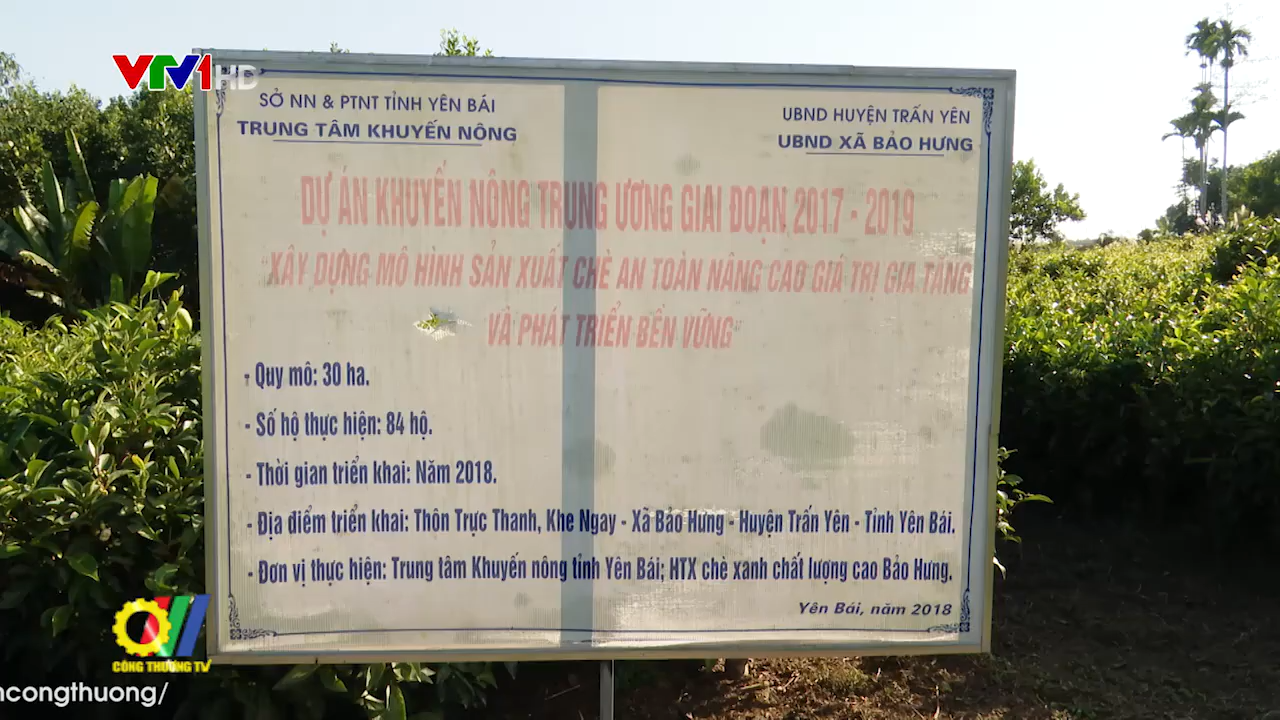 VTV1HD
SỞ NN & PTNT TỈNH YÊN BÁI
TRUNG TÂM KHUYẾN NÔNG
UBND HUYỆN TRẤN YÊN
UBND XÃ BẢO HƯNG
DỰ ÁN KHUYẾN NÔNG TRUNG ƯƠNG GIAI ĐOẠN 2017 - 2019
"XÂY DỰNG MÔ HÌNH SẢN XUẤT CHÈ AN TOÀN NÂNG CAO GIÁ TRỊ GIA TĂNG
VÀ PHÁT TRIỂN BỀN VỮNG"
- Quy mô: 30 ha.
- Số hộ thực hiện: 84 hộ.
- Thời gian triển khai: Năm 2018.
- Địa điểm triển khai: Thôn Trực Thanh, Khe Ngay - Xã Bảo Hưng - Huyện Trấn Yên - Tỉnh Yên Bái.
- Đơn vị thực hiện: Trung tâm Khuyến nông tỉnh Yên Bái; HTX chè xanh chất lượng cao Bảo Hưng.
Yên Bái, năm 2018
CÔNG THƯƠNG TV
ncongthuong/